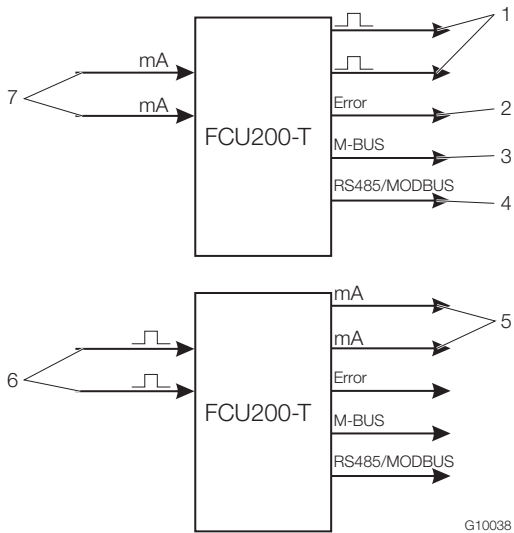 1
mA
7
mA
Error
2
FCU200-T
M-BUS
3
RS485/MODBUS
4
mA
mA
5
6
Error
FCU200-T
M-BUS
RS485/MODBUS
G10038